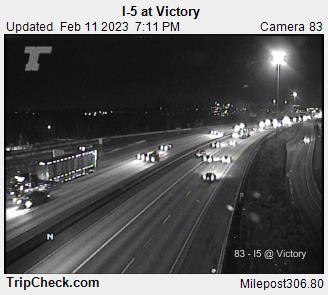 I-5 at Victory
Updated Feb 11 2023 7:11 PM Camera 83
T
N
83 - I5 @ Victory
TripCheck.com Milepost306.80